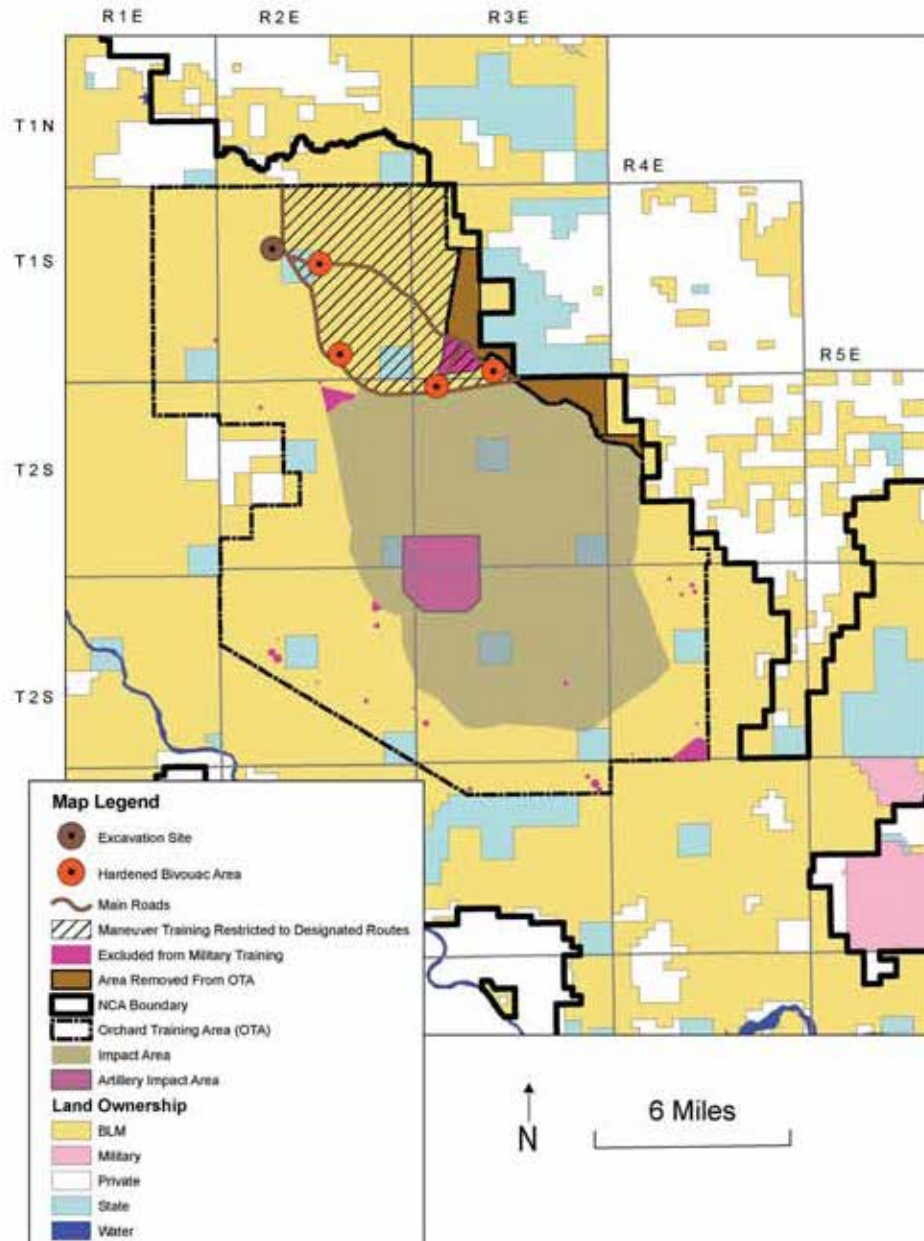 R1E R2E R3E
T1N
R4E
T1S
R5E
T2S
T2S
Map Legend
Excavation Site
Hardened Bivouac Area
Main Roads
Maneuver Training Restricted to Designated Routes
Excluded from Military Training
Area Removed From OTA
NCA Boundary
Orchard Training Area (OTA)
Impact Area
Artillery Impact Area
Land Ownership
BLM
Military
Private
State
Water
N
6 Miles